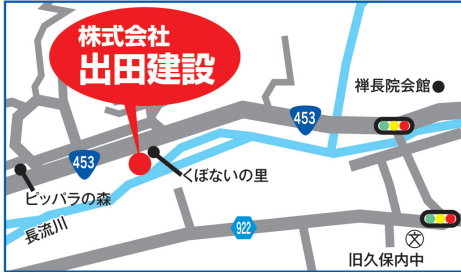 株式会社
出田建設
禅長院会館
453
453
くぼないの里
ピッパラの森
長流川
922
文
旧久保内中